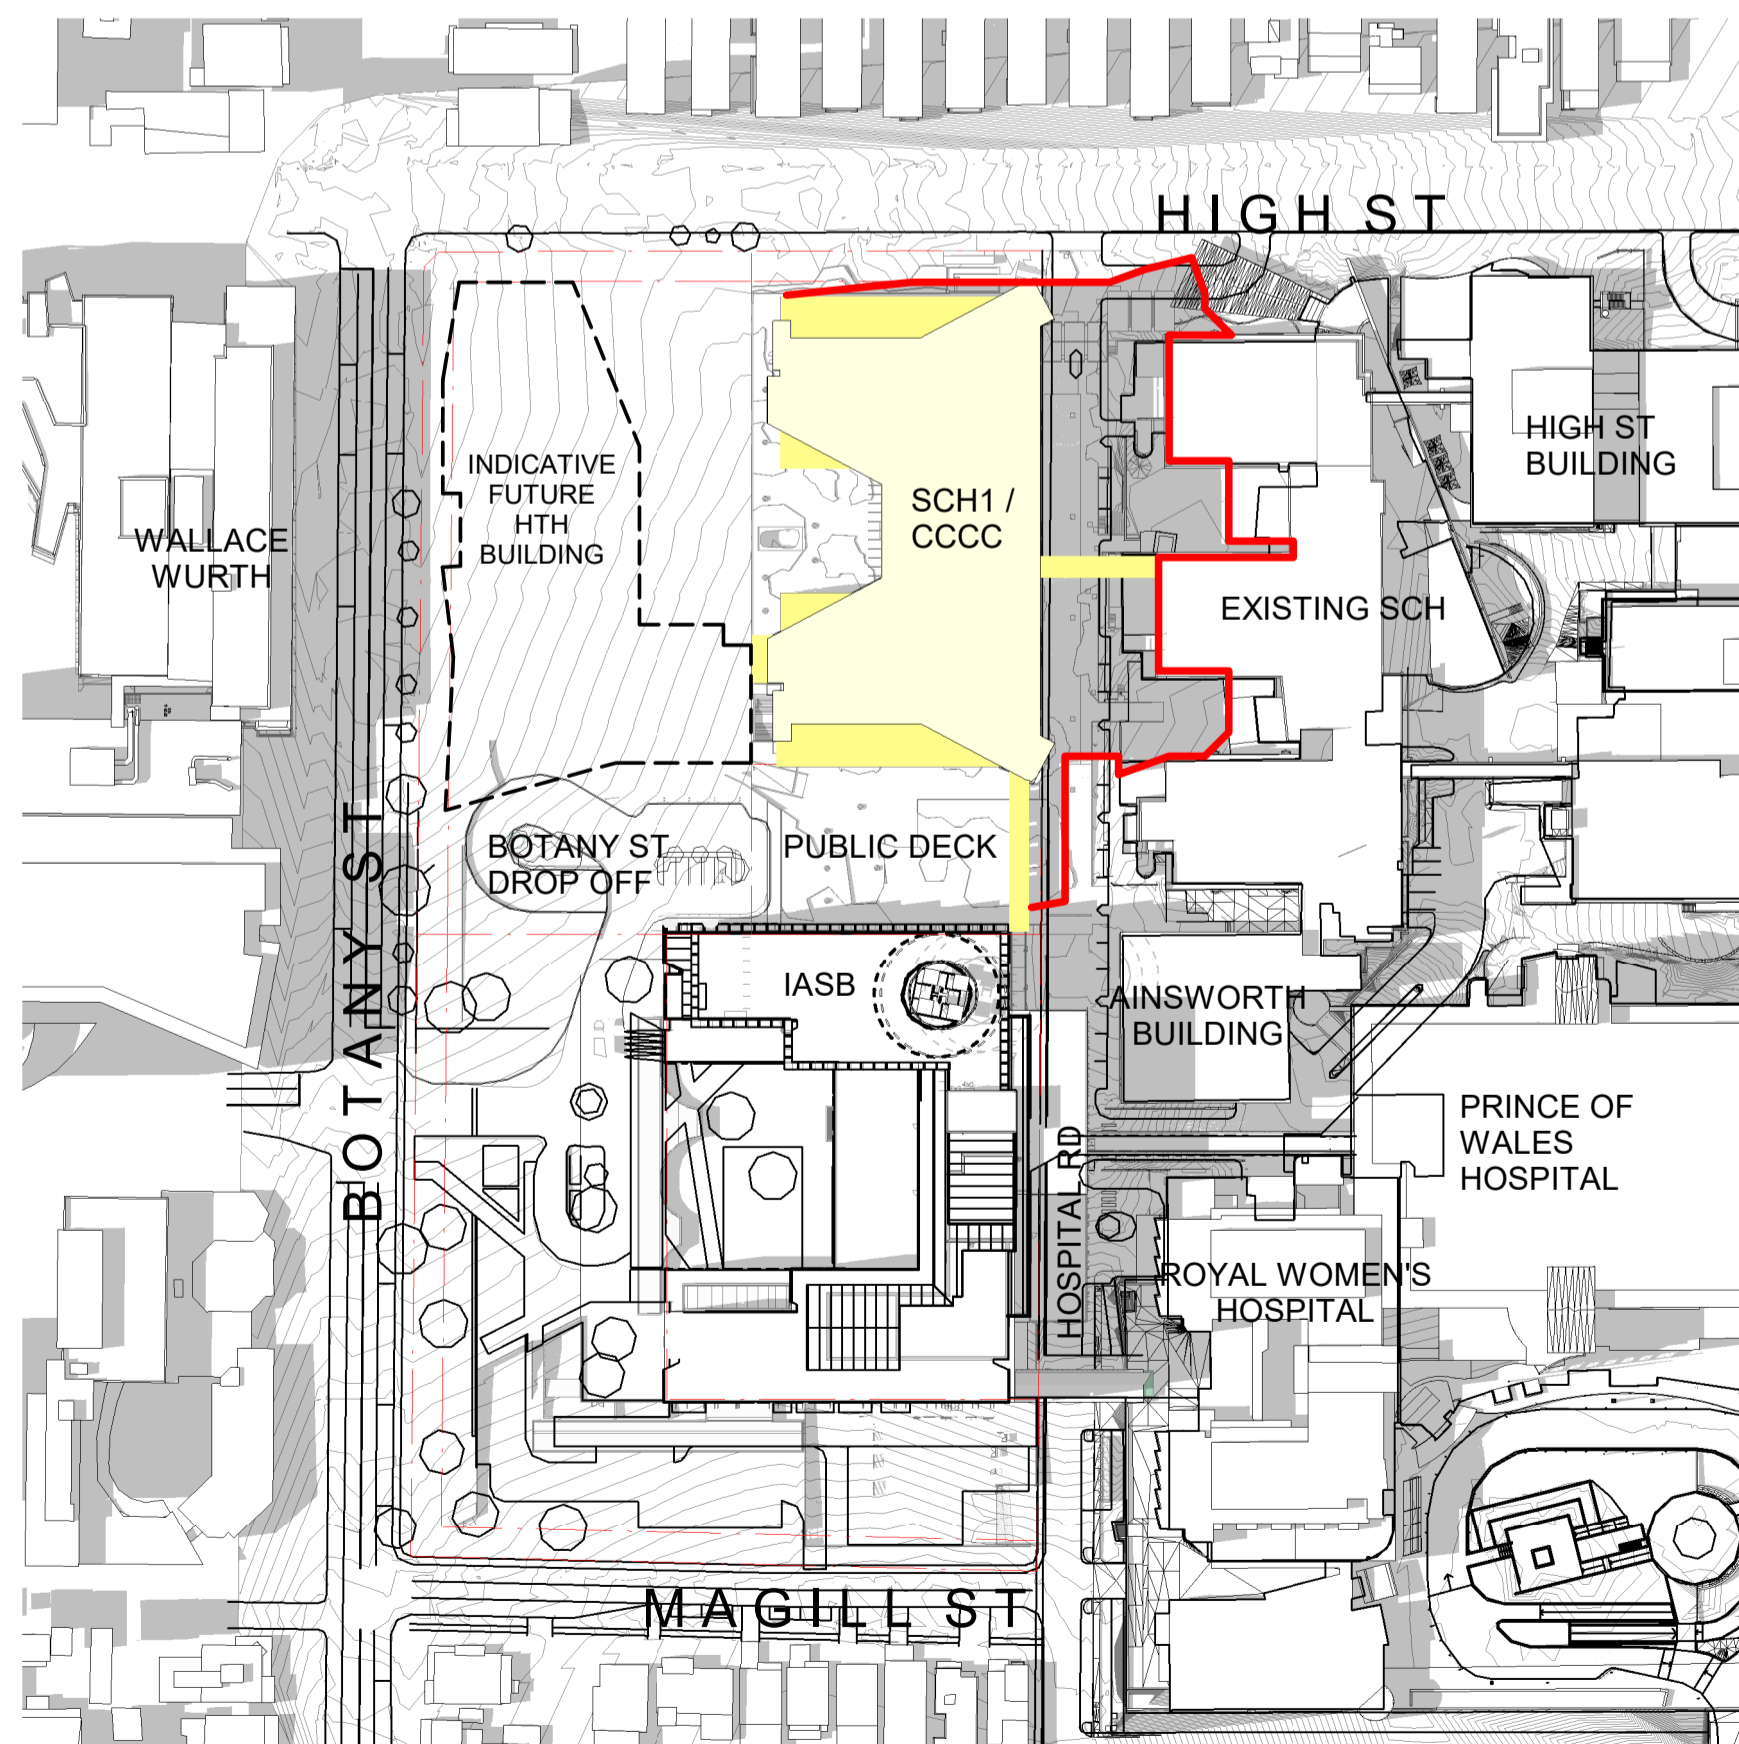 HIGH ST
HIGH ST
BUILDING
INDICATIVE
FUTURE
HTH
BUILDING
SCH1 /
CCCC
WALLACE
WURTH
EXISTING SCH
BOTANY ST
BOTANY ST
DROP OFF
PUBLIC DECK
IASB
AINSWORTH
BUILDING
PRINCE OF
WALES
HOSPITAL
HOSPITAL RD
ROYAL WOMEN'S
HOSPITAL
MAGILL ST